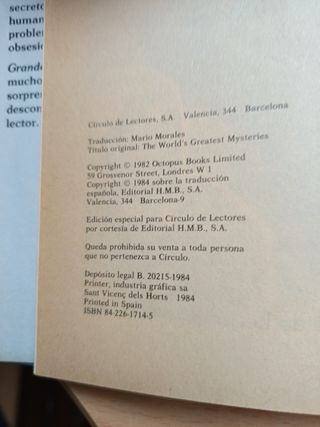 secreto
human
proble
obsesi
Grande
mucho
sorpre
descor
lector.
Círculo de Lectores, S.A. Valencia, 344 Barcelona
Traducción: Mario Morales
Título original: The World's Greatest Mysteries
Copyright © 1982 Octopus Books Limited
59 Grosvenor Street, Londres W 1
Copyright © 1984 sobre la traducción
española, Editorial H.M.B., S.A.
Valencia, 344 Barcelona-9
Edición especial para Círculo de Lectores
por cortesía de Editorial H.M.B., S.A.
Queda prohibida su venta a toda persona
que no pertenezca a Círculo.
Depósito legal B. 20215-1984
Printer, industria gráfica sa
Sant Vicenç dels Horts 1984
Printed in Spain
ISBN 84-226-1714-5